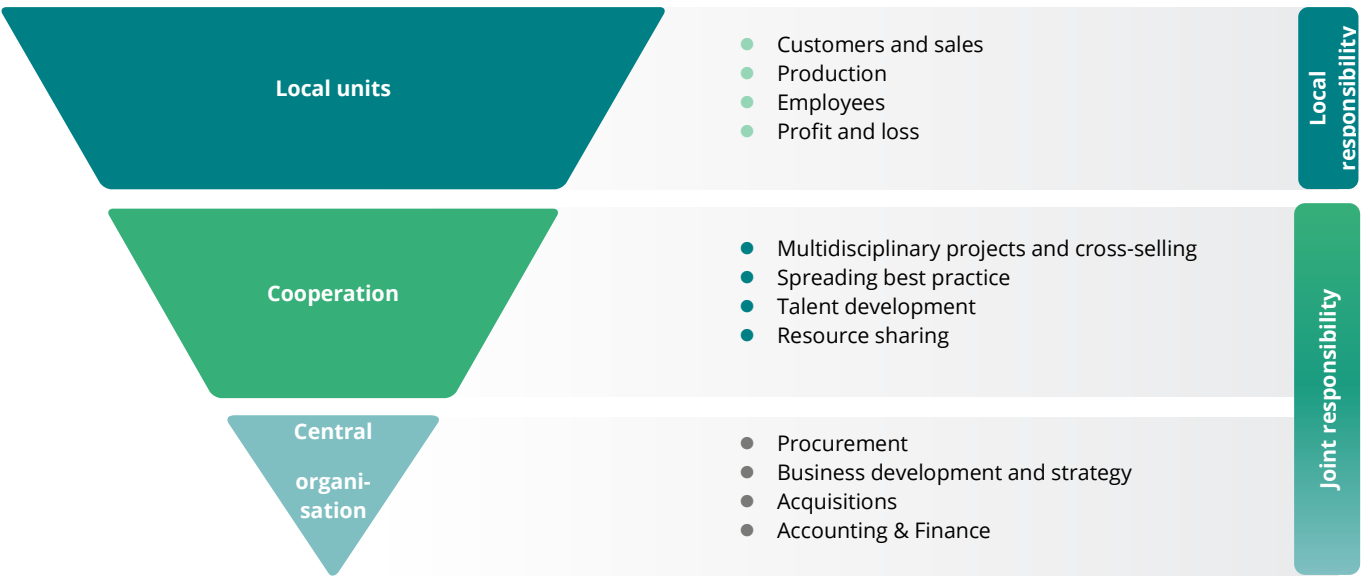 Local units
Customers and sales
Production
Employees
Profit and loss
Local
responsibility
Cooperation
Multidisciplinary projects and cross-selling
Spreading best practice
Talent development
Resource sharing
Joint responsibility
Central
organi-
sation
Procurement
Business development and strategy
Acquisitions
Accounting & Finance